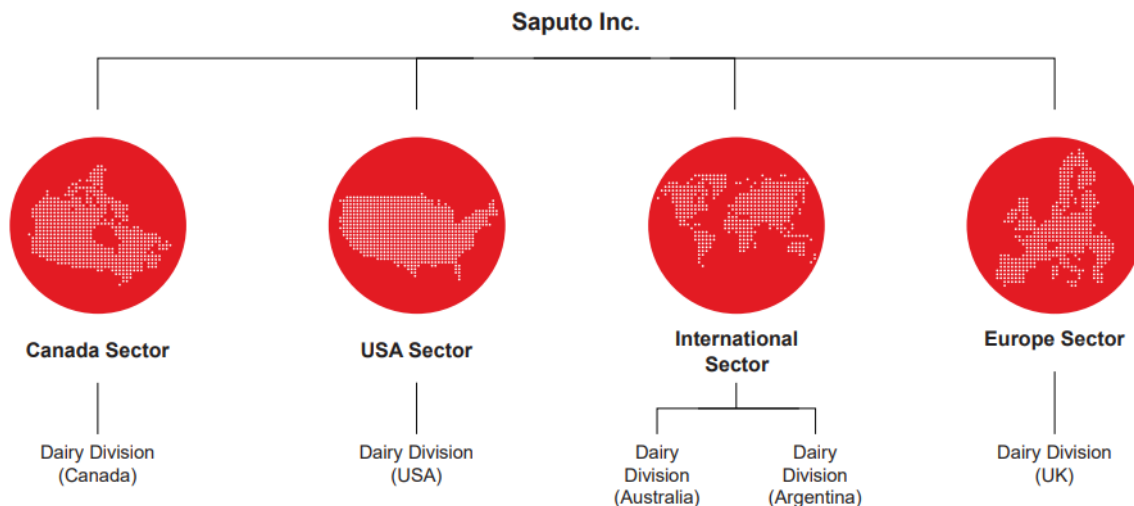 Saputo Inc.
Canada Sector
USA Sector
International
Sector
Europe Sector
Dairy Division
(Canada)
Dairy Division
(USA)
Dairy
Division
(Australia)
Dairy
Division
(Argentina)
Dairy Division
(UK)